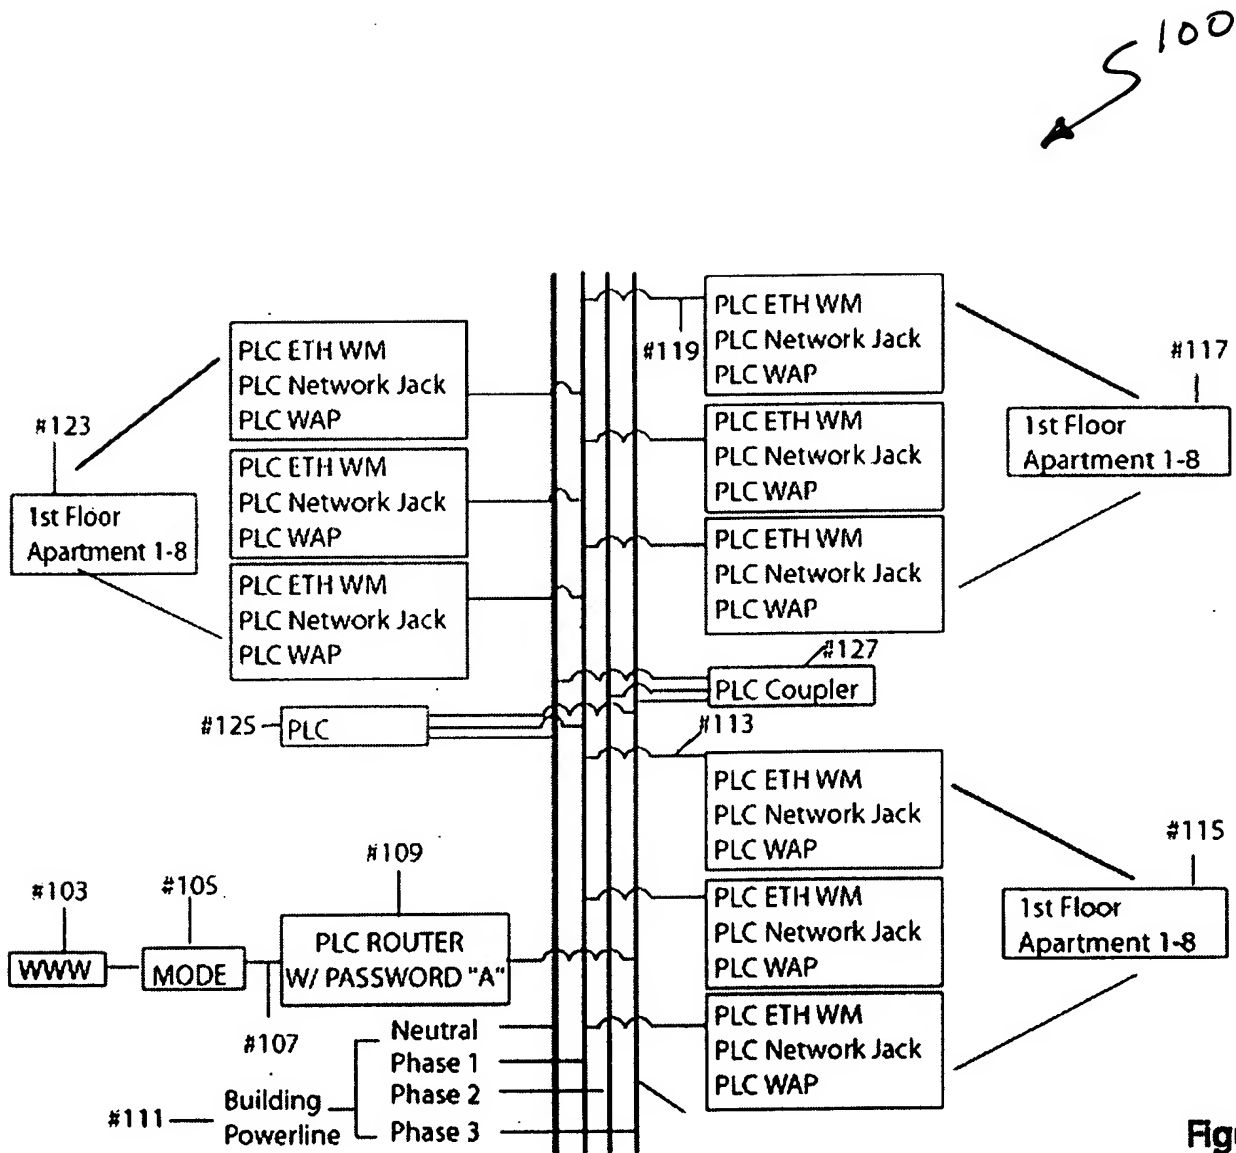 100
PLC ETH WM
PLC Network Jack
PLC WAP
#119
#117
1st Floor
Apartment 1-8
PLC ETH WM
PLC Network Jack
PLC WAP
PLC ETH WM
PLC Network Jack
PLC WAP
PLC ETH WM
PLC Network Jack
PLC WAP
#123
1st Floor
Apartment 1-8
PLC ETH WM
PLC Network Jack
PLC WAP
PLC ETH WM
PLC Network Jack
PLC WAP
#127
PLC Coupler
#125
PLC
#113
PLC ETH WM
PLC Network Jack
PLC WAP
#115
1st Floor
Apartment 1-8
PLC ETH WM
PLC Network Jack
PLC WAP
PLC ETH WM
PLC Network Jack
PLC WAP
#109
#105
#103
WWW
MODE
PLC ROUTER
W/ PASSWORD "A"
#107
Neutral
Phase 1
Phase 2
Phase 3
#111
Building
Powerline